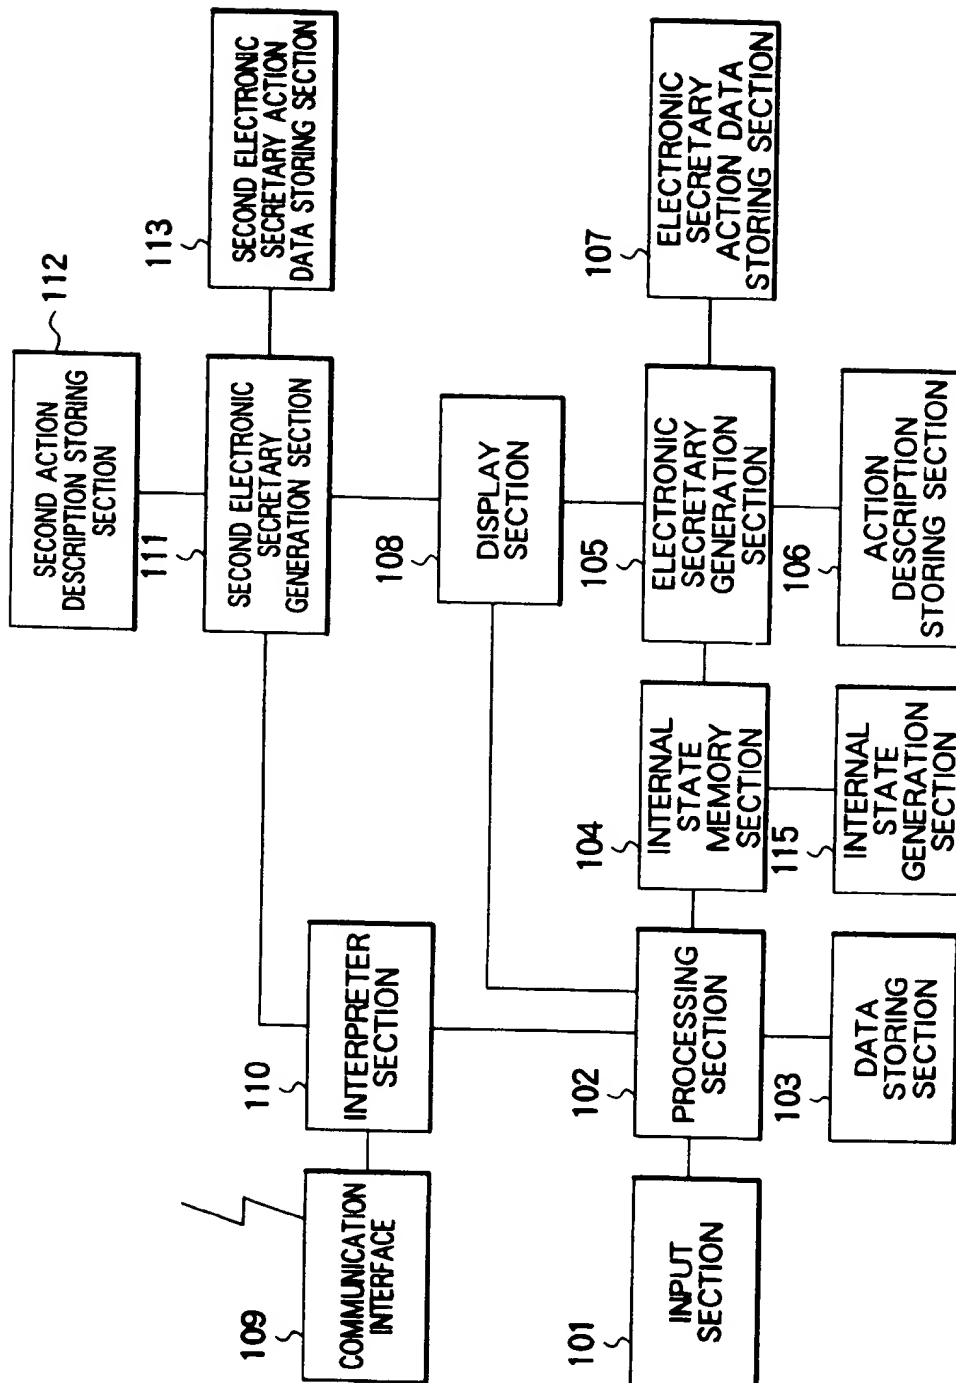 112
SECOND ACTION
DESCRIPTION STORING
SECTION
111
SECOND ELECTRONIC
SECRETARY
GENERATION SECTION
113
SECOND ELECTRONIC
SECRETARY ACTION
DATA STORING SECTION
109
COMMUNICATION
INTERFACE
110
INTERPRETER
SECTION
108
DISPLAY
SECTION
101
INPUT
SECTION
102
PROCESSING
SECTION
104
INTERNAL
STATE
MEMORY
SECTION
105
ELECTRONIC
SECRETARY
GENERATION
SECTION
107
ELECTRONIC
SECRETARY
ACTION DATA
STORING SECTION
103
DATA
STORING
SECTION
115
INTERNAL
STATE
GENERATION
SECTION
106
ACTION
DESCRIPTION
STORING SECTION